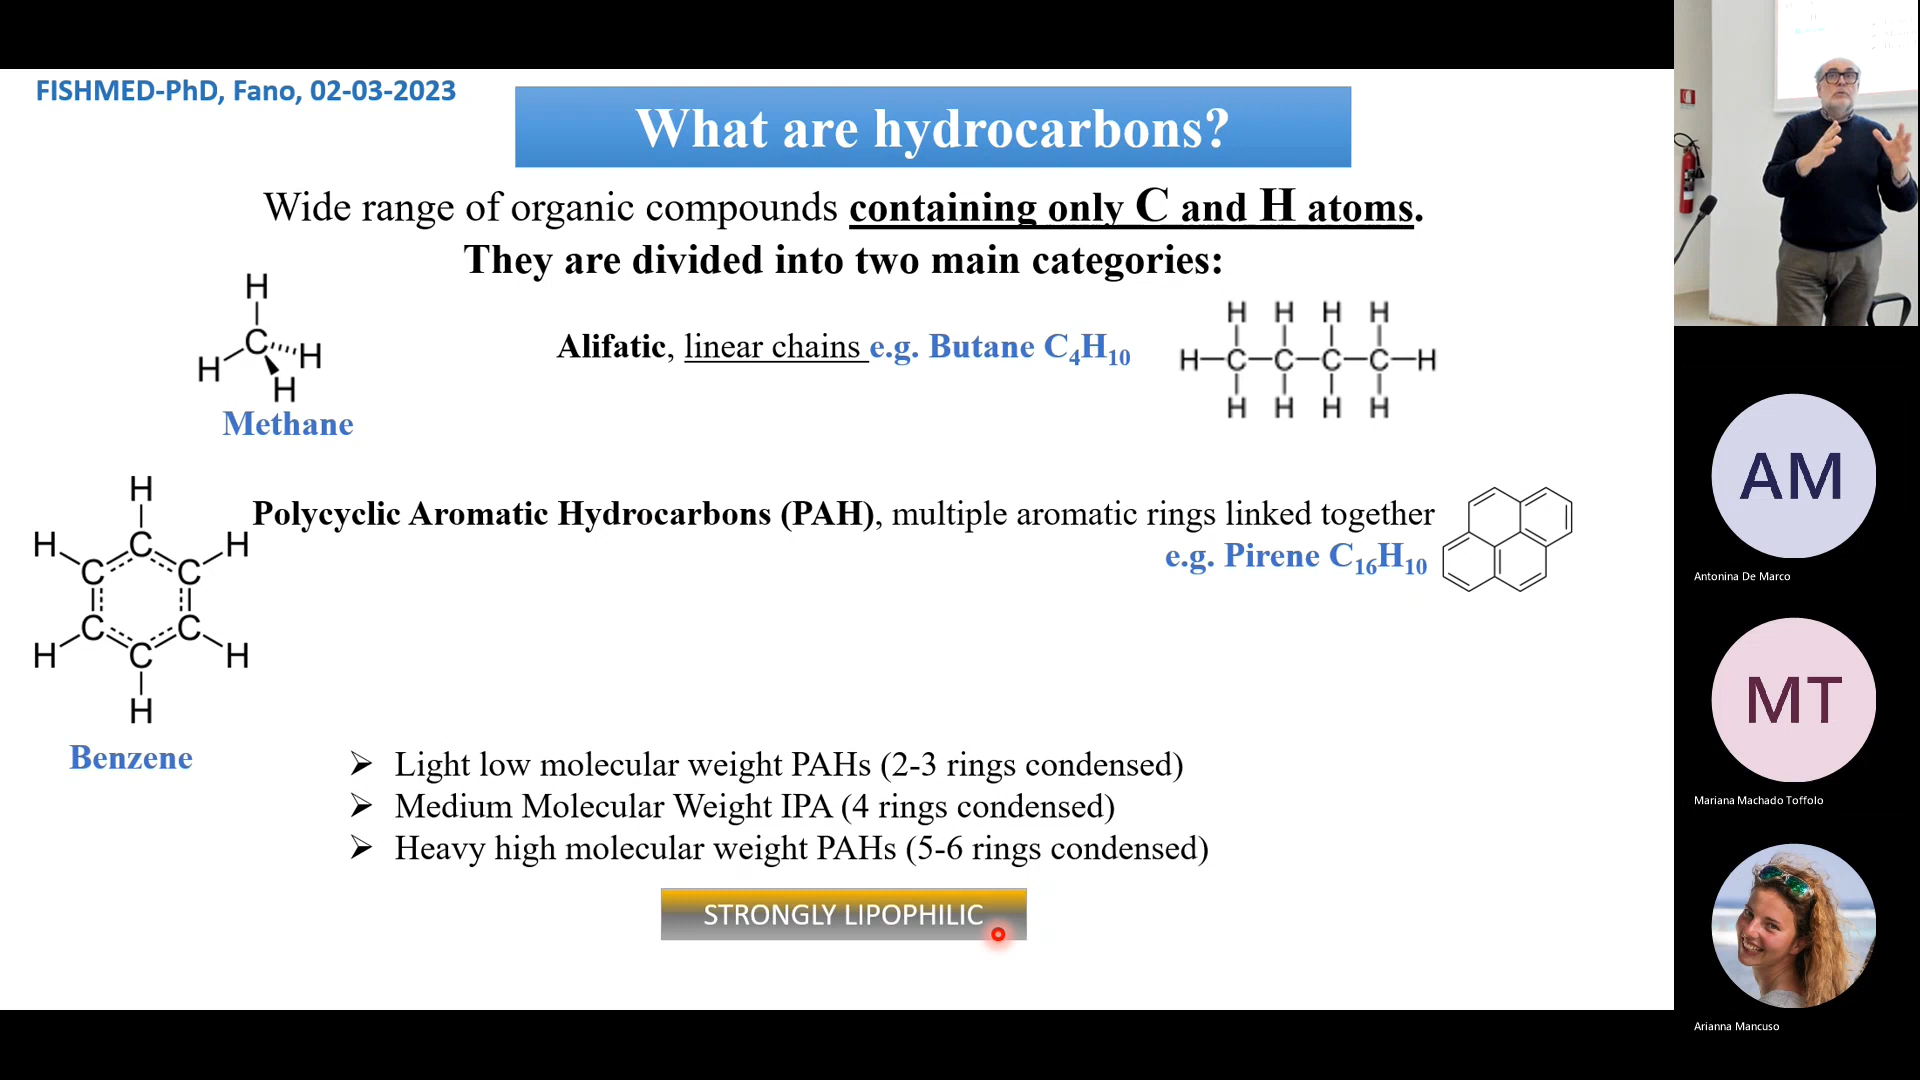 FISHMED-PhD, Fano, 02-03-2023
What are hydrocarbons?
Wide range of organic compounds containing only C and H atoms.
They are divided into two main categories:
H
C
H
H
H
Methane
Alifatic, linear chains e.g. Butane C₄H₁₀
H H H H
H C C C C H
H H H H
Polycyclic Aromatic Hydrocarbons (PAH), multiple aromatic rings linked together
e.g. Pirene C₁₆H₁₀
H
H C H
C C
C C
H C H
H
Benzene
➢ Light low molecular weight PAHs (2-3 rings condensed)
➢ Medium Molecular Weight IPA (4 rings condensed)
➢ Heavy high molecular weight PAHs (5-6 rings condensed)
STRONGLY LIPOPHILIC
AM
Antonina De Marco
MT
Mariana Machado Toffolo
Arianna Mancuso